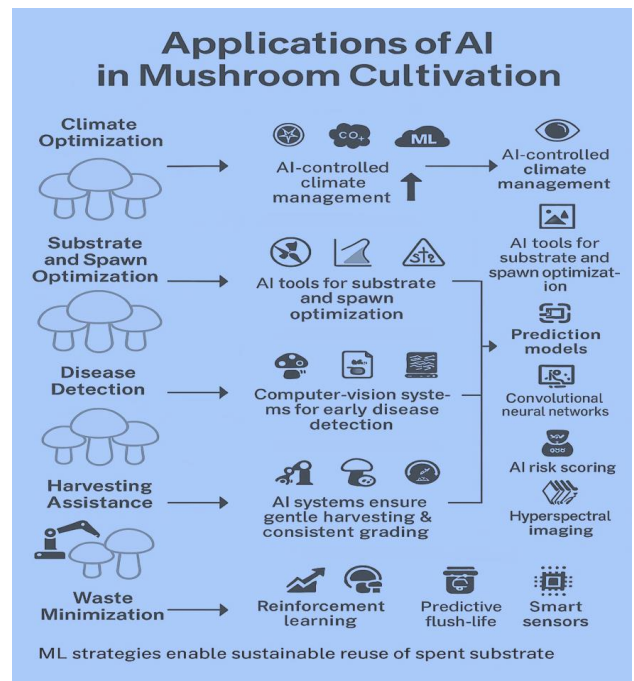 Applications of AI
in Mushroom Cultivation
Climate
Optimization
CO+
ML
AI-controlled
climate
management
AI-controlled
climate
management
Substrate
and Spawn
Optimization
AI tools for substrate
and spawn
optimization
AI tools for
substrate and
spawn optimizat-
ion
Prediction
models
Disease
Detection
Computer-vision syste-
ms for early disease
detection
Convolutional
neural networks
AI risk scoring
Harvesting
Assistance
AI systems ensure
gentle harvesting &
consistent grading
Hyperspectral
imaging
Waste
Minimization
Reinforcement
learning
Predictive
flush-life
Smart
sensors
ML strategies enable sustainable reuse of spent substrate